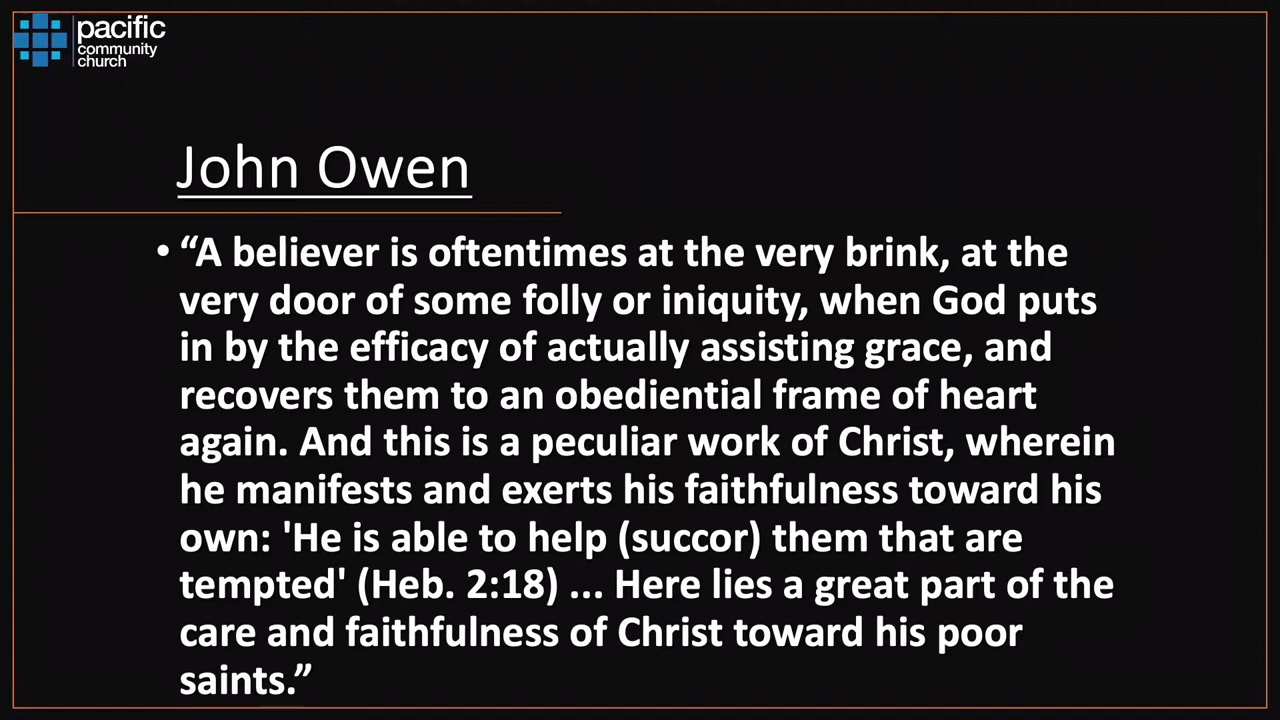 pacific
community
church
John Owen
• “A believer is oftentimes at the very brink, at the
very door of some folly or iniquity, when God puts
in by the efficacy of actually assisting grace, and
recovers them to an obediential frame of heart
again. And this is a peculiar work of Christ, wherein
he manifests and exerts his faithfulness toward his
own: 'He is able to help (succor) them that are
tempted' (Heb. 2:18) ... Here lies a great part of the
care and faithfulness of Christ toward his poor
saints.”